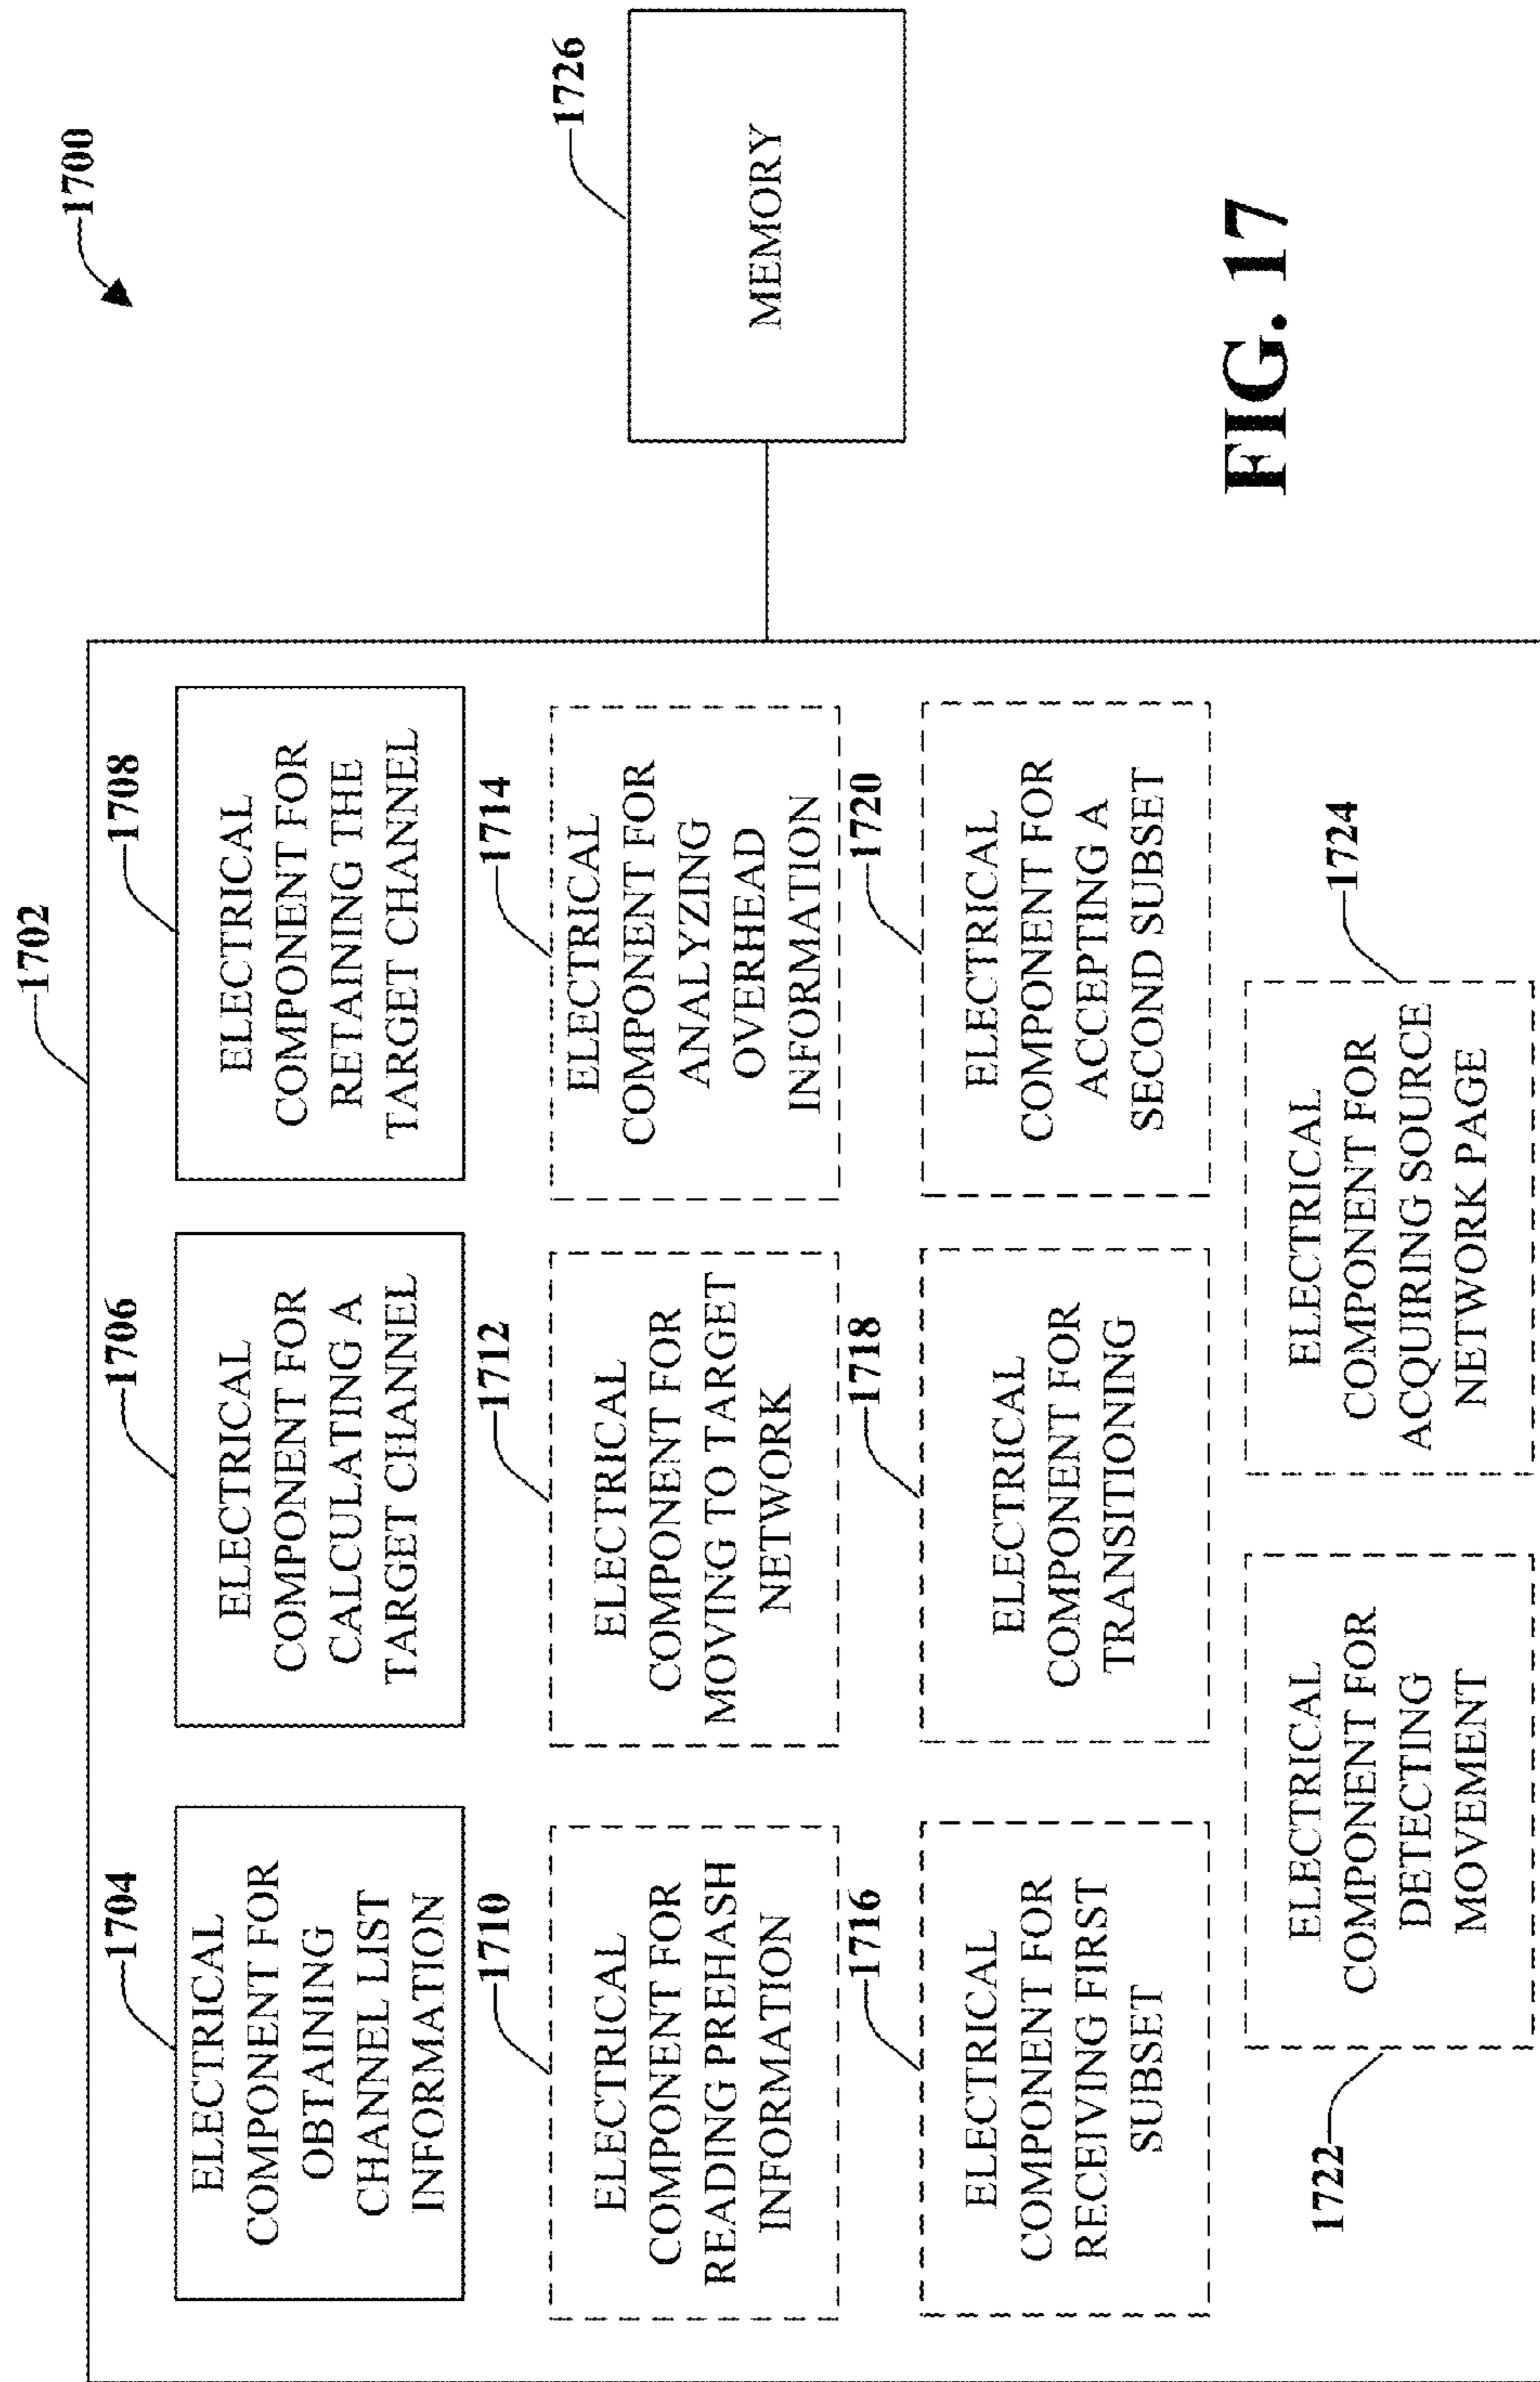 1700
1702
1704
ELECTRICAL
COMPONENT FOR
OBTAINING
CHANNEL LIST
INFORMATION
1706
ELECTRICAL
COMPONENT FOR
CALCULATING A
TARGET CHANNEL
1708
ELECTRICAL
COMPONENT FOR
RETAINING THE
TARGET CHANNEL
1710
ELECTRICAL
COMPONENT FOR
READING PREHASH
INFORMATION
1712
ELECTRICAL
COMPONENT FOR
MOVING TO TARGET
NETWORK
1714
ELECTRICAL
COMPONENT FOR
ANALYZING
OVERHEAD
INFORMATION
1716
ELECTRICAL
COMPONENT FOR
RECEIVING FIRST
SUBSET
1718
ELECTRICAL
COMPONENT FOR
TRANSITIONING
1720
ELECTRICAL
COMPONENT FOR
ACCEPTING A
SECOND SUBSET
1722
ELECTRICAL
COMPONENT FOR
DETECTING
MOVEMENT
1724
ELECTRICAL
COMPONENT FOR
ACQUIRING SOURCE
NETWORK PAGE
1726
MEMORY
FIG. 17